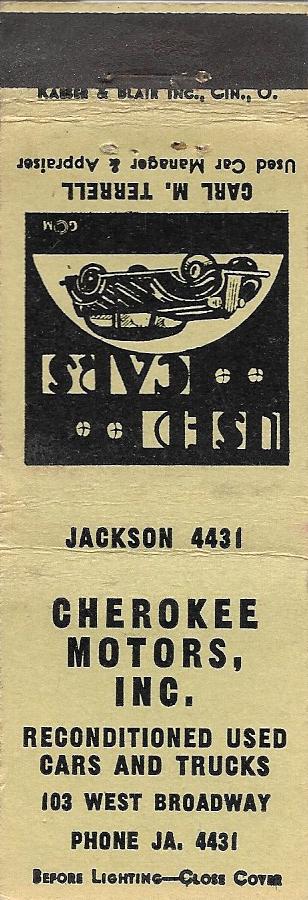 KAESER & BLAIR INC., CIN., O.
CARL M. TERRELL
Used Car Manager & Appraiser
USED
CARS
GCM
JACKSON 4431
CHEROKEE
MOTORS,
INC.
RECONDITIONED USED
CARS AND TRUCKS
103 WEST BROADWAY
PHONE JA. 4431
BEFORE LIGHTING—CLOSE COVER